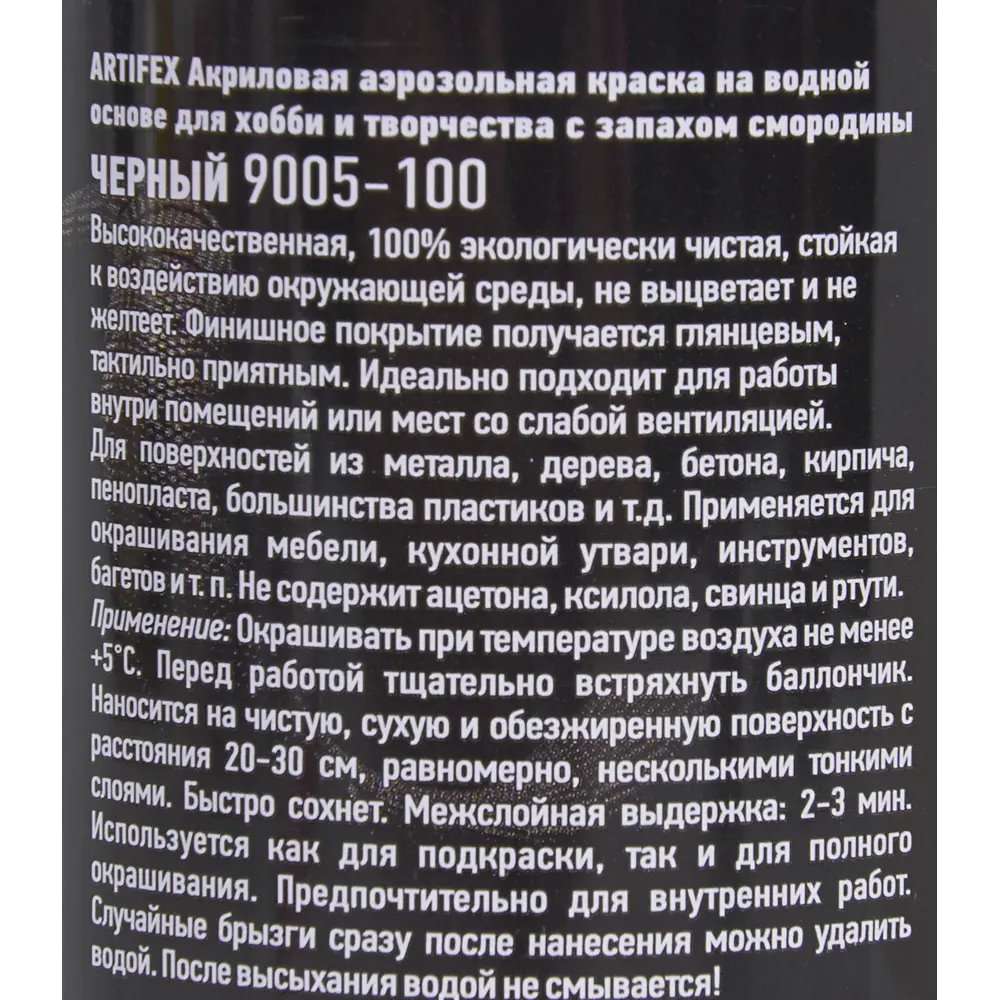 ARTIFEX Акриловая аэрозольная краска на водной
основе для хобби и творчества с запахом смородины
ЧЕРНЫЙ 9005-100
Высококачественная, 100% экологически чистая, стойкая
к воздействию окружающей среды, не выцветает и не
желтеет. Финишное покрытие получается глянцевым,
тактильно приятным. Идеально подходит для работы
внутри помещений или мест со слабой вентиляцией.
Для поверхностей из металла, дерева, бетона, кирпича,
пенопласта, большинства пластиков и т.д. Применяется для
окрашивания мебели, кухонной утвари, инструментов,
багетов и т. п. Не содержит ацетона, ксилола, свинца и ртути.
Применение: Окрашивать при температуре воздуха не менее
+5°С. Перед работой тщательно встряхнуть баллончик.
Наносится на чистую, сухую и обезжиренную поверхность с
расстояния 20-30 см, равномерно, несколькими тонкими
слоями. Быстро сохнет. Межслойная выдержка: 2-3 мин.
Используется как для подкраски, так и для полного
окрашивания. Предпочтительно для внутренних работ.
Случайные брызги сразу после нанесения можно удалить
водой. После высыхания водой не смывается!